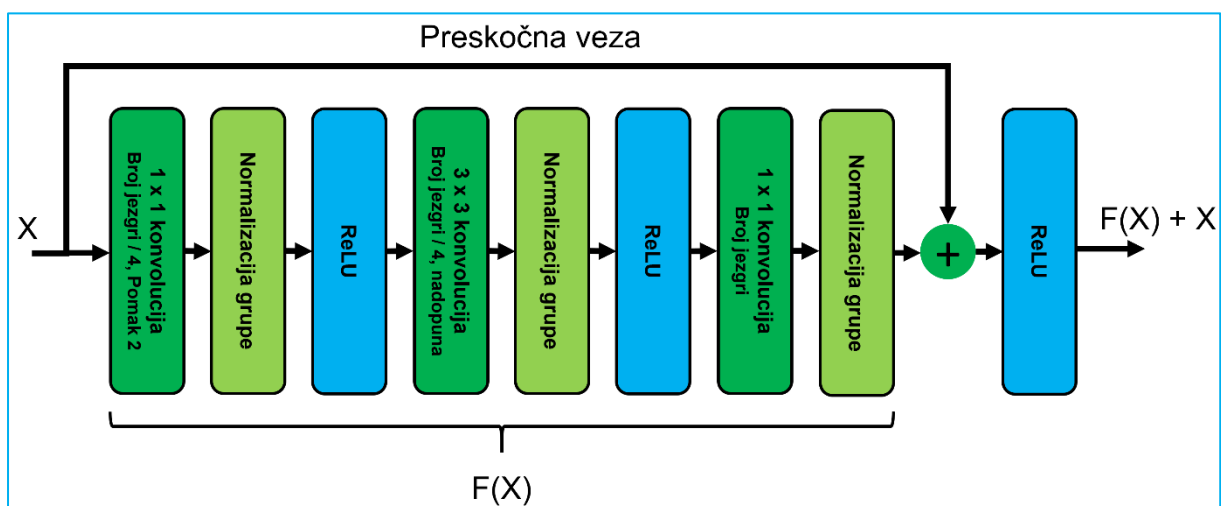 Preskočna veza
X
1 x 1 konvolucija
Broj jezgri / 4, Pomak 2
Normalizacija grupe
ReLU
3 x 3 konvolucija
Broj jezgri / 4, nadopuna
Normalizacija grupe
ReLU
1 x 1 konvolucija
Broj jezgri
Normalizacija grupe
+
ReLU
F(X) + X
F(X)